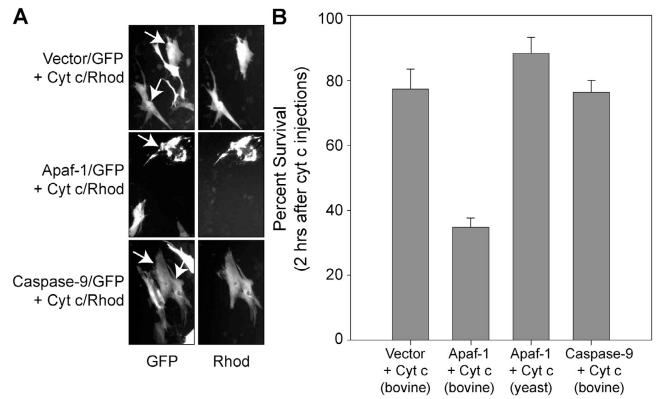 A
Vector/GFP
+ Cyt c/Rhod
Apaf-1/GFP
+ Cyt c/Rhod
Caspase-9/GFP
+ Cyt c/Rhod
GFP
Rhod
B
Percent Survival
(2 hrs after cyt c injections)
100
80
60
40
20
0
Vector
+ Cyt c
(bovine)
Apaf-1
+ Cyt c
(bovine)
Apaf-1
+ Cyt c
(yeast)
Caspase-9
+ Cyt c
(bovine)